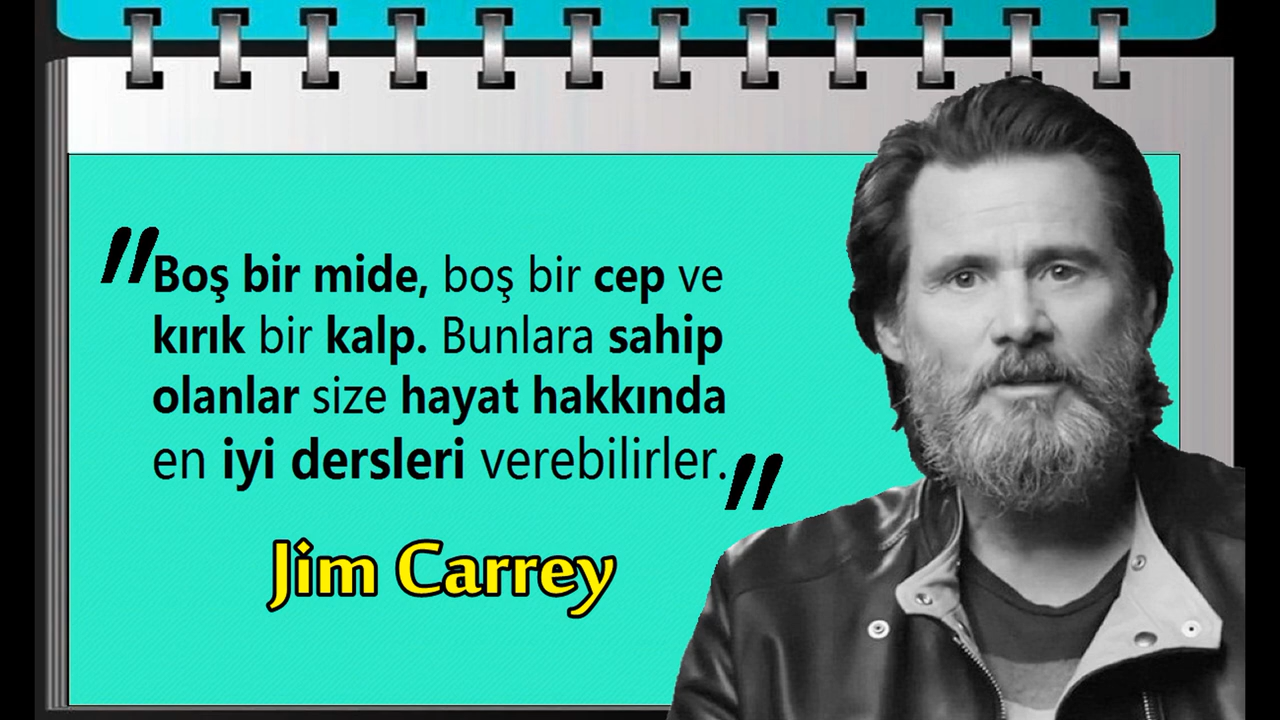 "Boş bir mide, boş bir cep ve
kırık bir kalp. Bunlara sahip
olanlar size hayat hakkında
en iyi dersleri verebilirler."
Jim Carrey